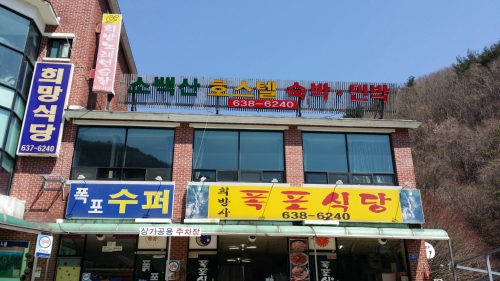 소백산 호스텔 숙박·민박
638-6240
희망식당
637-6240
폭포 수퍼
희방사 폭포식당
638-6240
상가공용 주차장